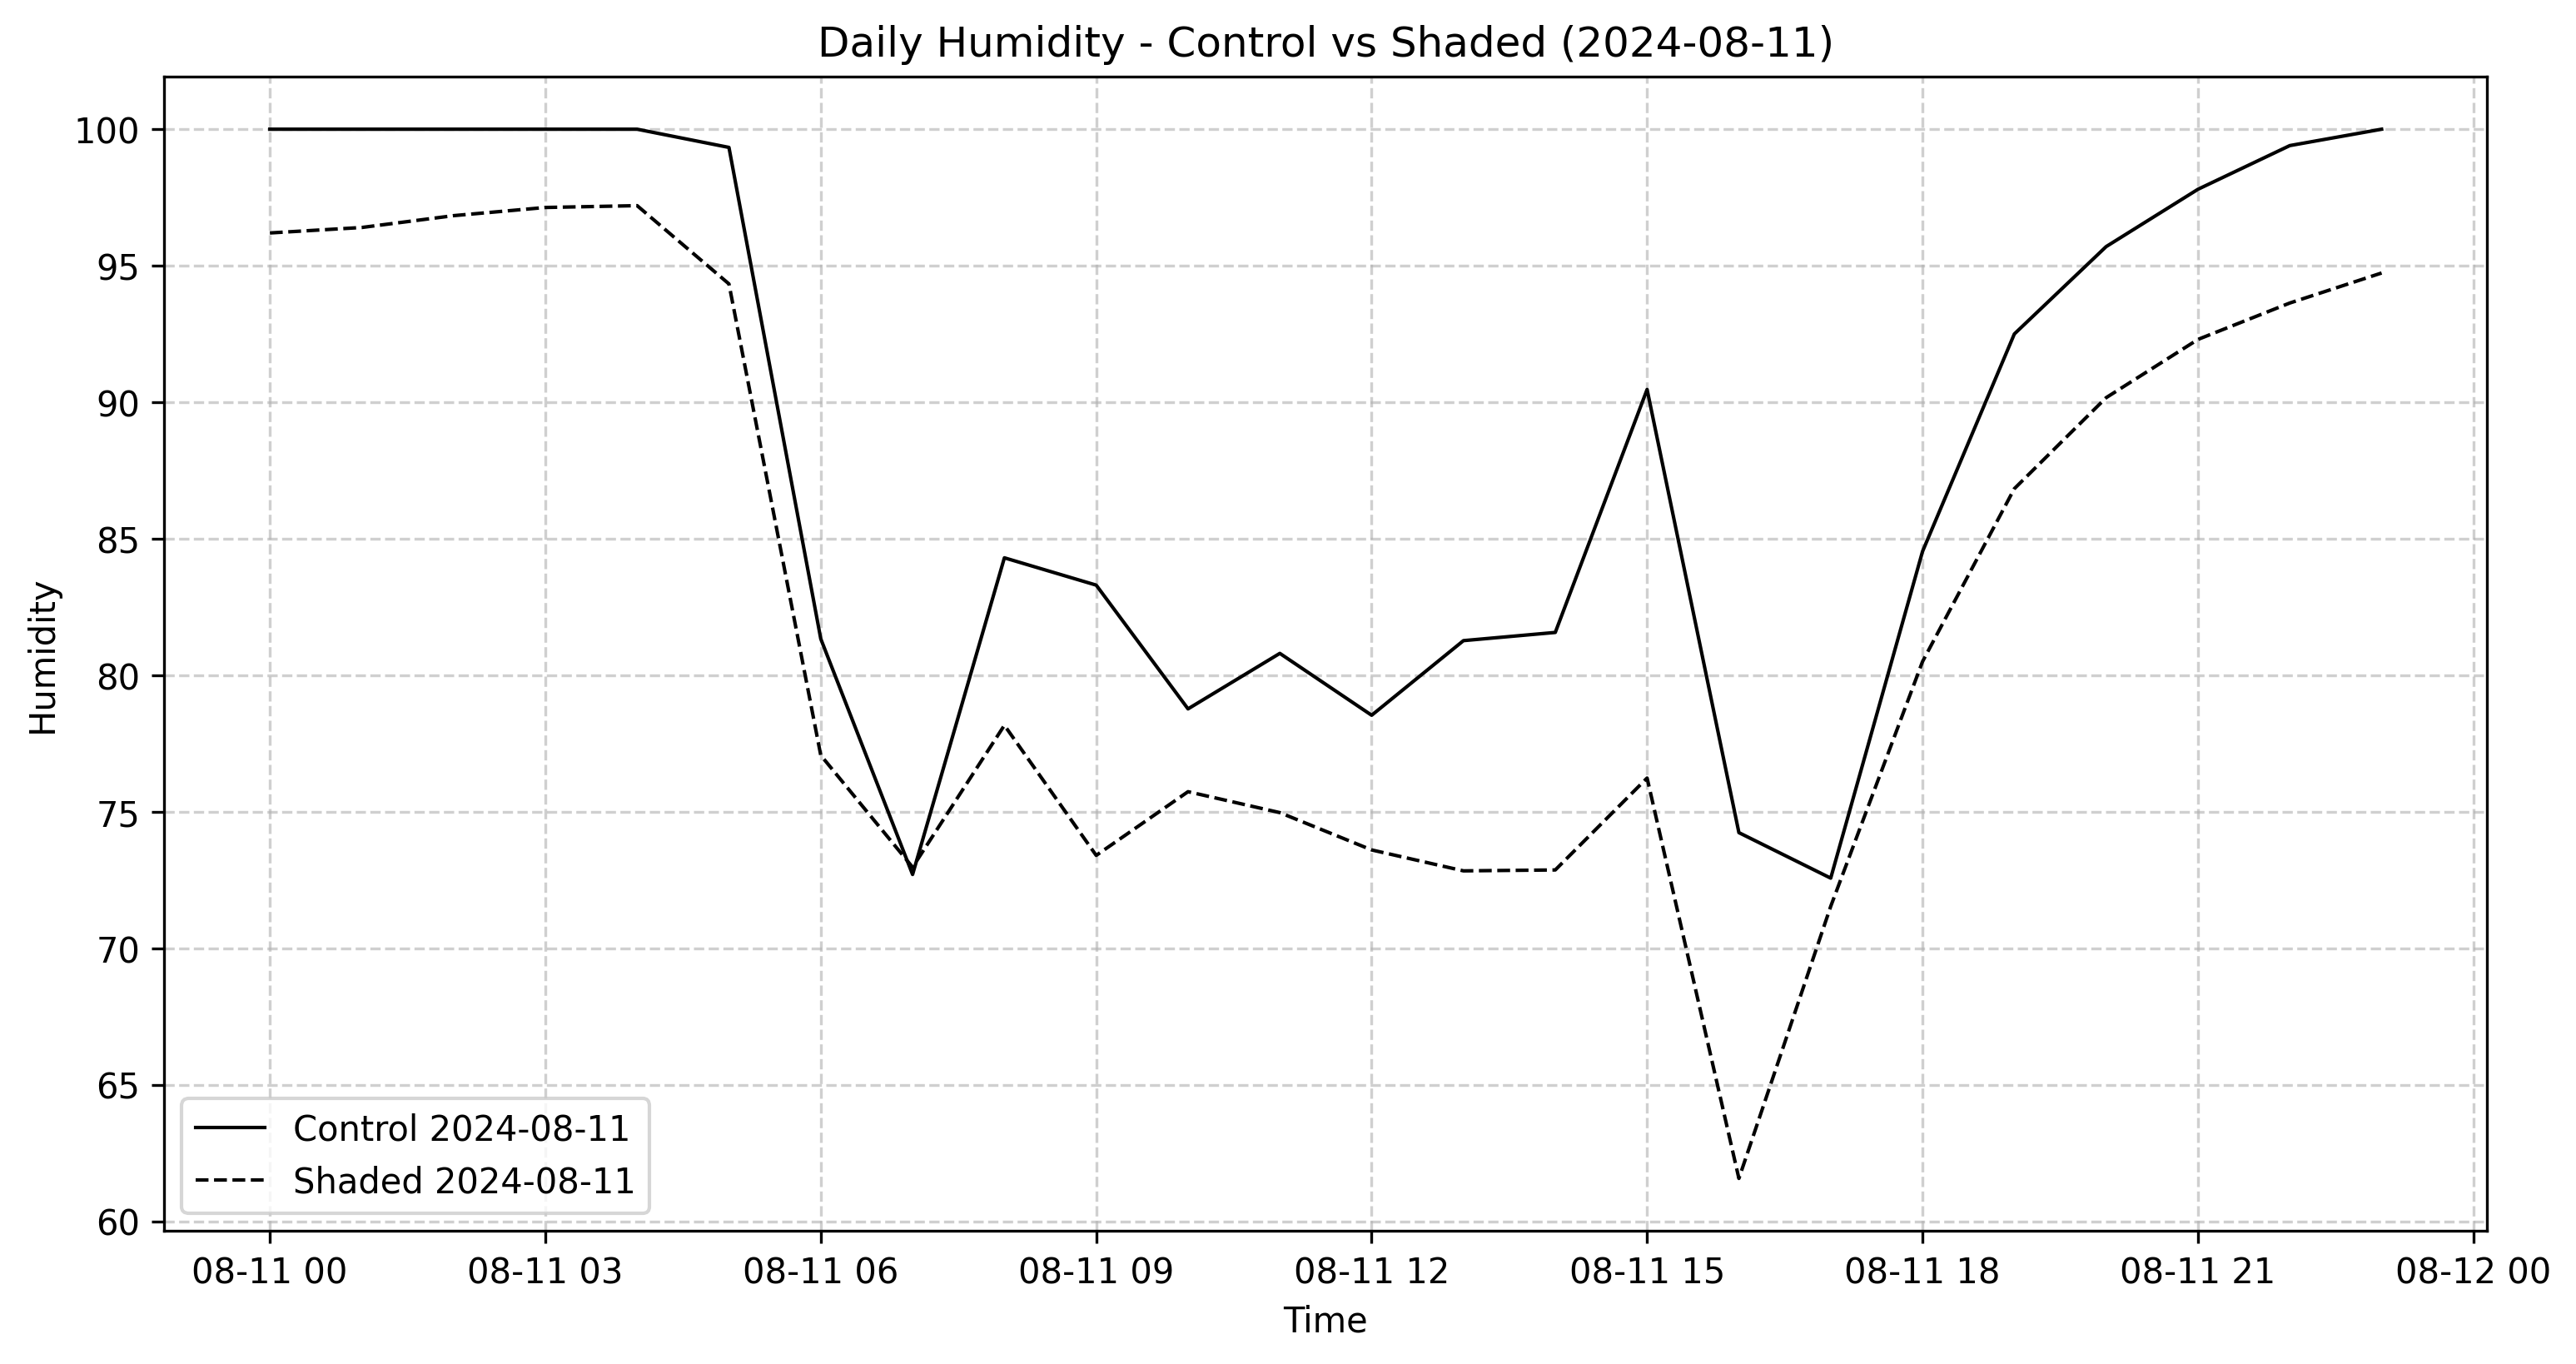 Daily Humidity - Control vs Shaded (2024-08-11)
Humidity
100
95
90
85
80
75
70
65
60
Control 2024-08-11
Shaded 2024-08-11
08-11 00 08-11 03 08-11 06 08-11 09 08-11 12 08-11 15 08-11 18 08-11 21 08-12 00
Time